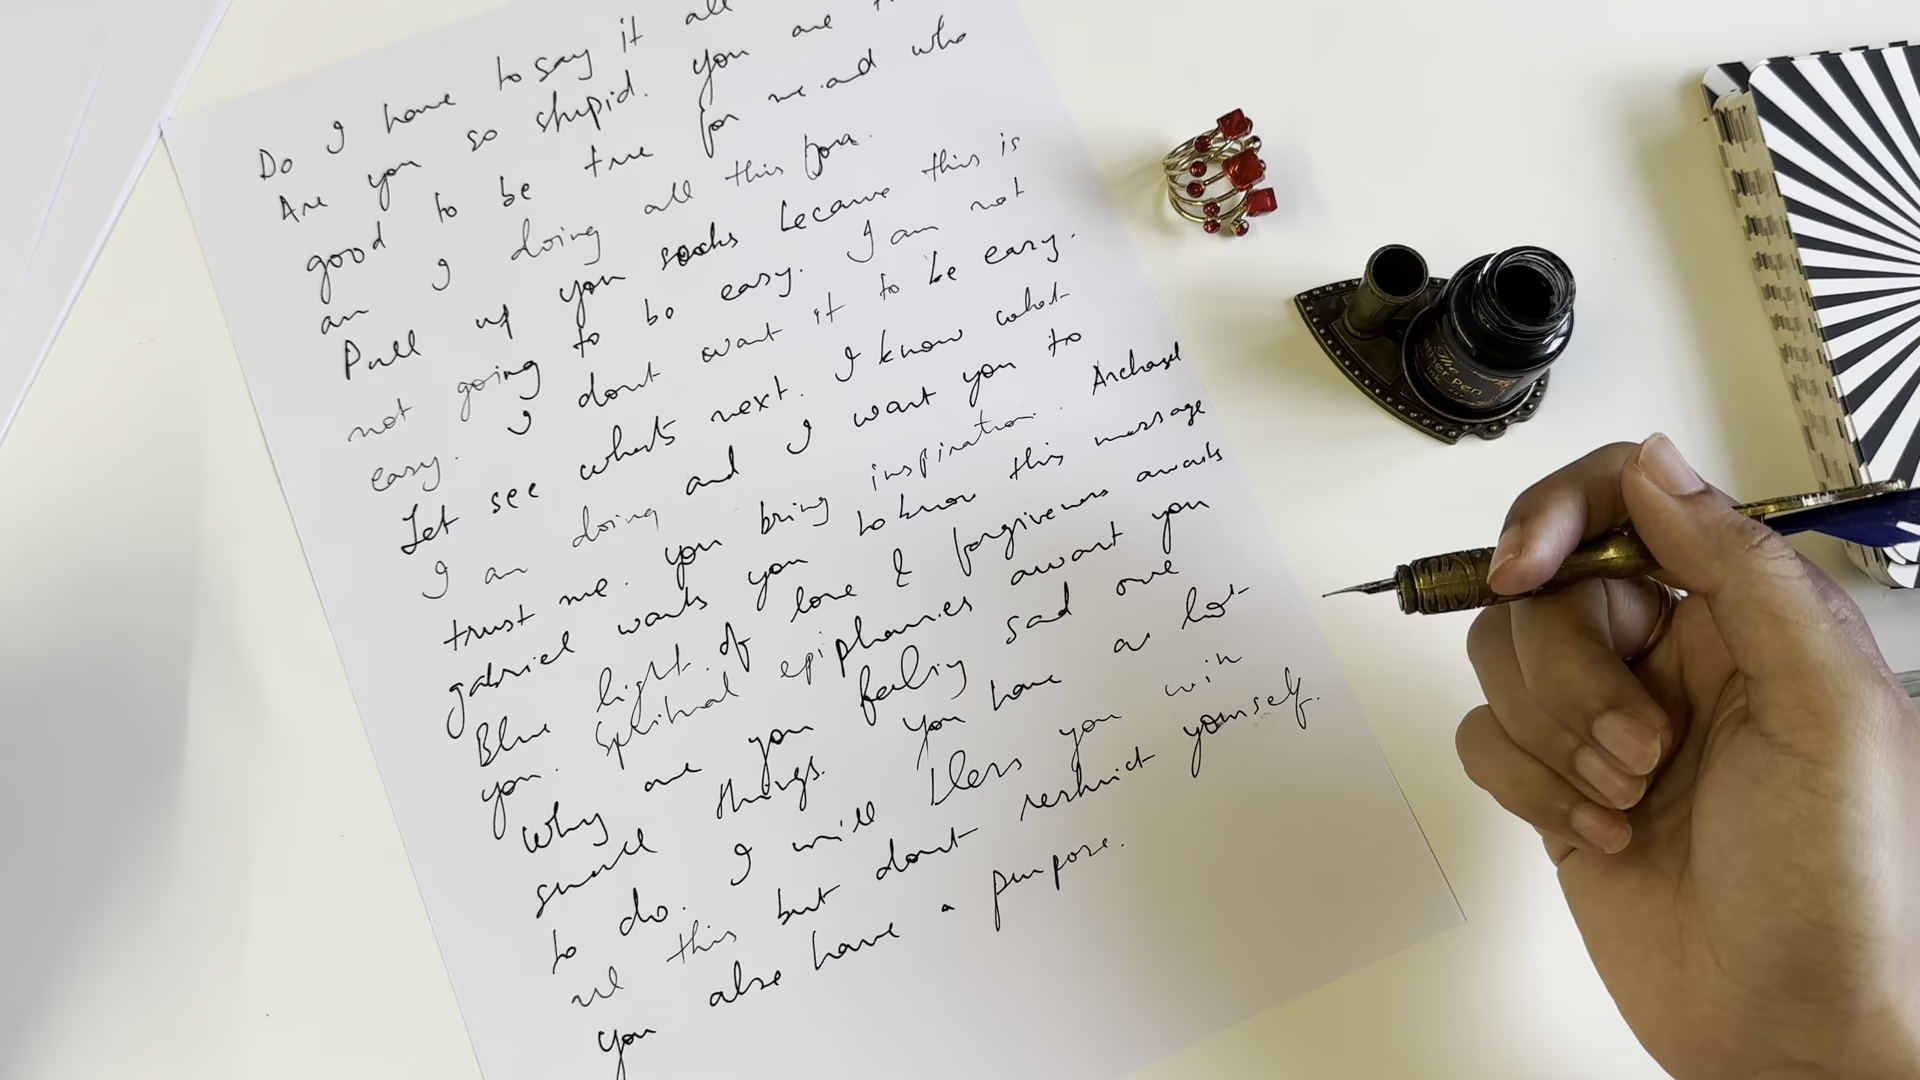 Do I have to say it all
Are you so stupid. You are
good to be true for me. and who
am I doing all this for.
Pull up you socks because this is
not going to be easy. I am not
easy. I dont want it to be easy.
Let see whats next. I know what
I am doing and I want you to
trust me. you bring inspiration. Archangel
gabriel wants you to know this message
Blue light of love & forgiveness awaits
you. Spiritual epiphanies await you
Why are you feeling sad over
small things. You have a lot
to do. I will bless you with
all this but dont restrict yourself.
You also have a purpose.
The
pen
ink